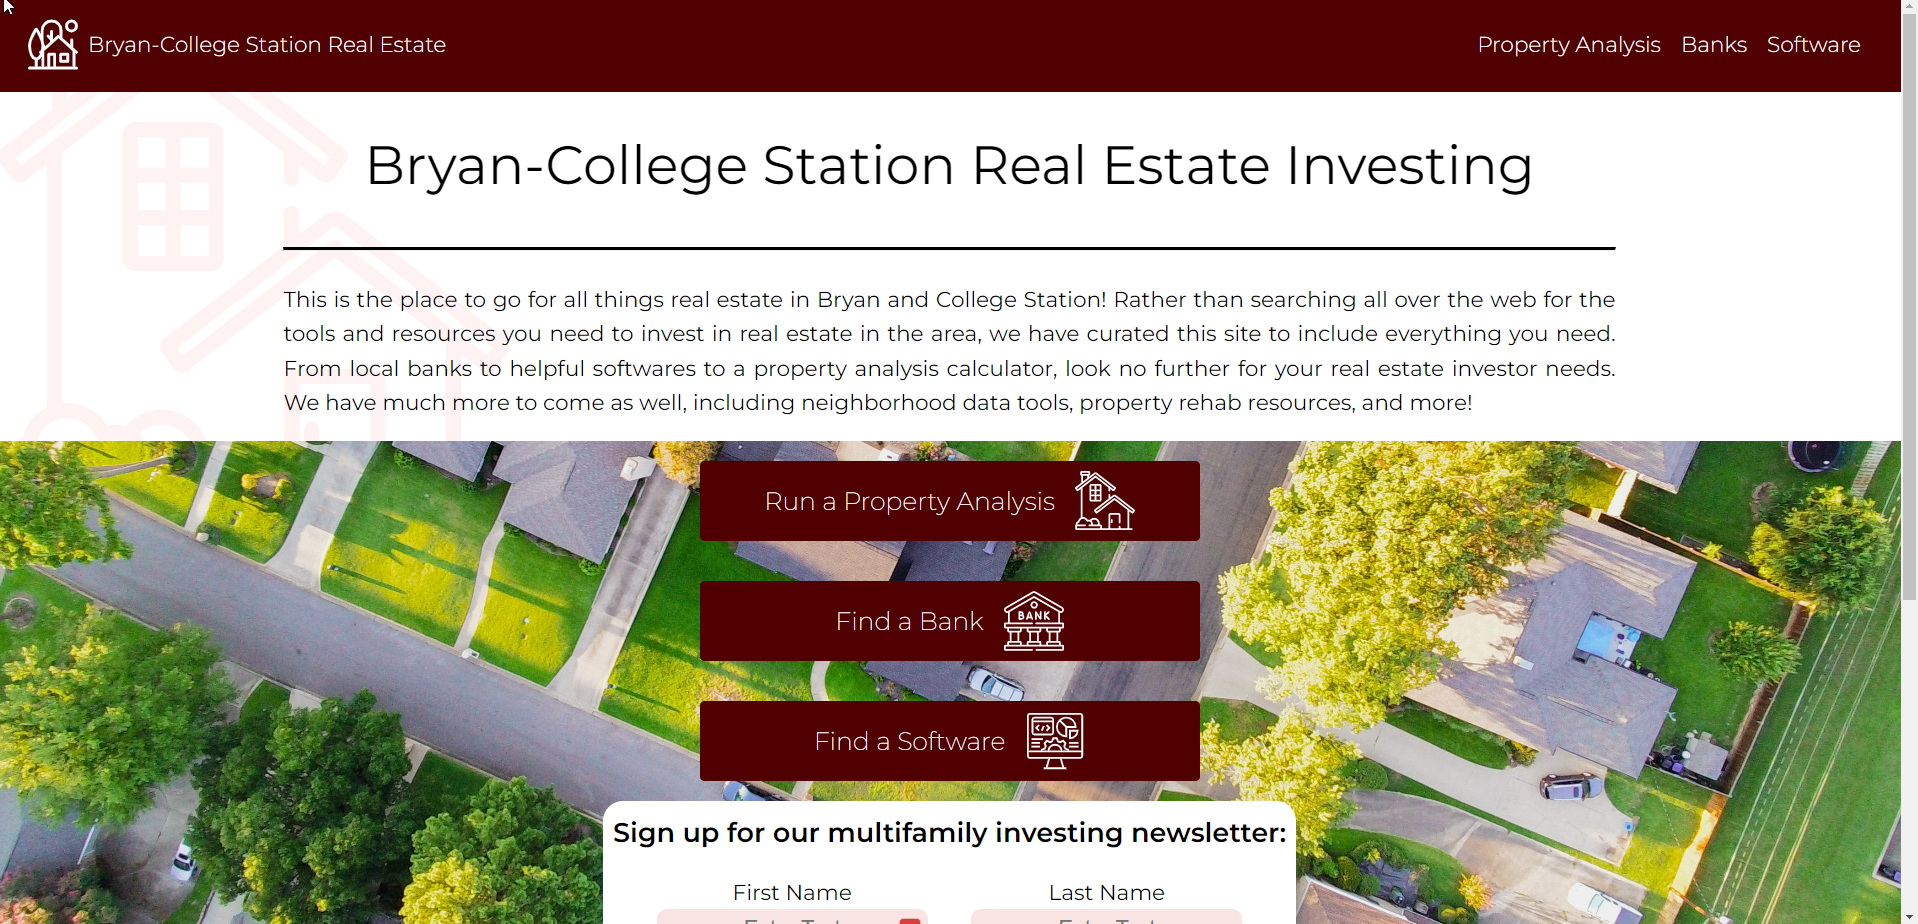 Bryan-College Station Real Estate
Property Analysis Banks Software
Bryan-College Station Real Estate Investing
This is the place to go for all things real estate in Bryan and College Station! Rather than searching all over the web for the
tools and resources you need to invest in real estate in the area, we have curated this site to include everything you need.
From local banks to helpful softwares to a property analysis calculator, look no further for your real estate investor needs.
We have much more to come as well, including neighborhood data tools, property rehab resources, and more!
Run a Property Analysis
Find a Bank
BANK
Find a Software
Sign up for our multifamily investing newsletter:
First Name Last Name